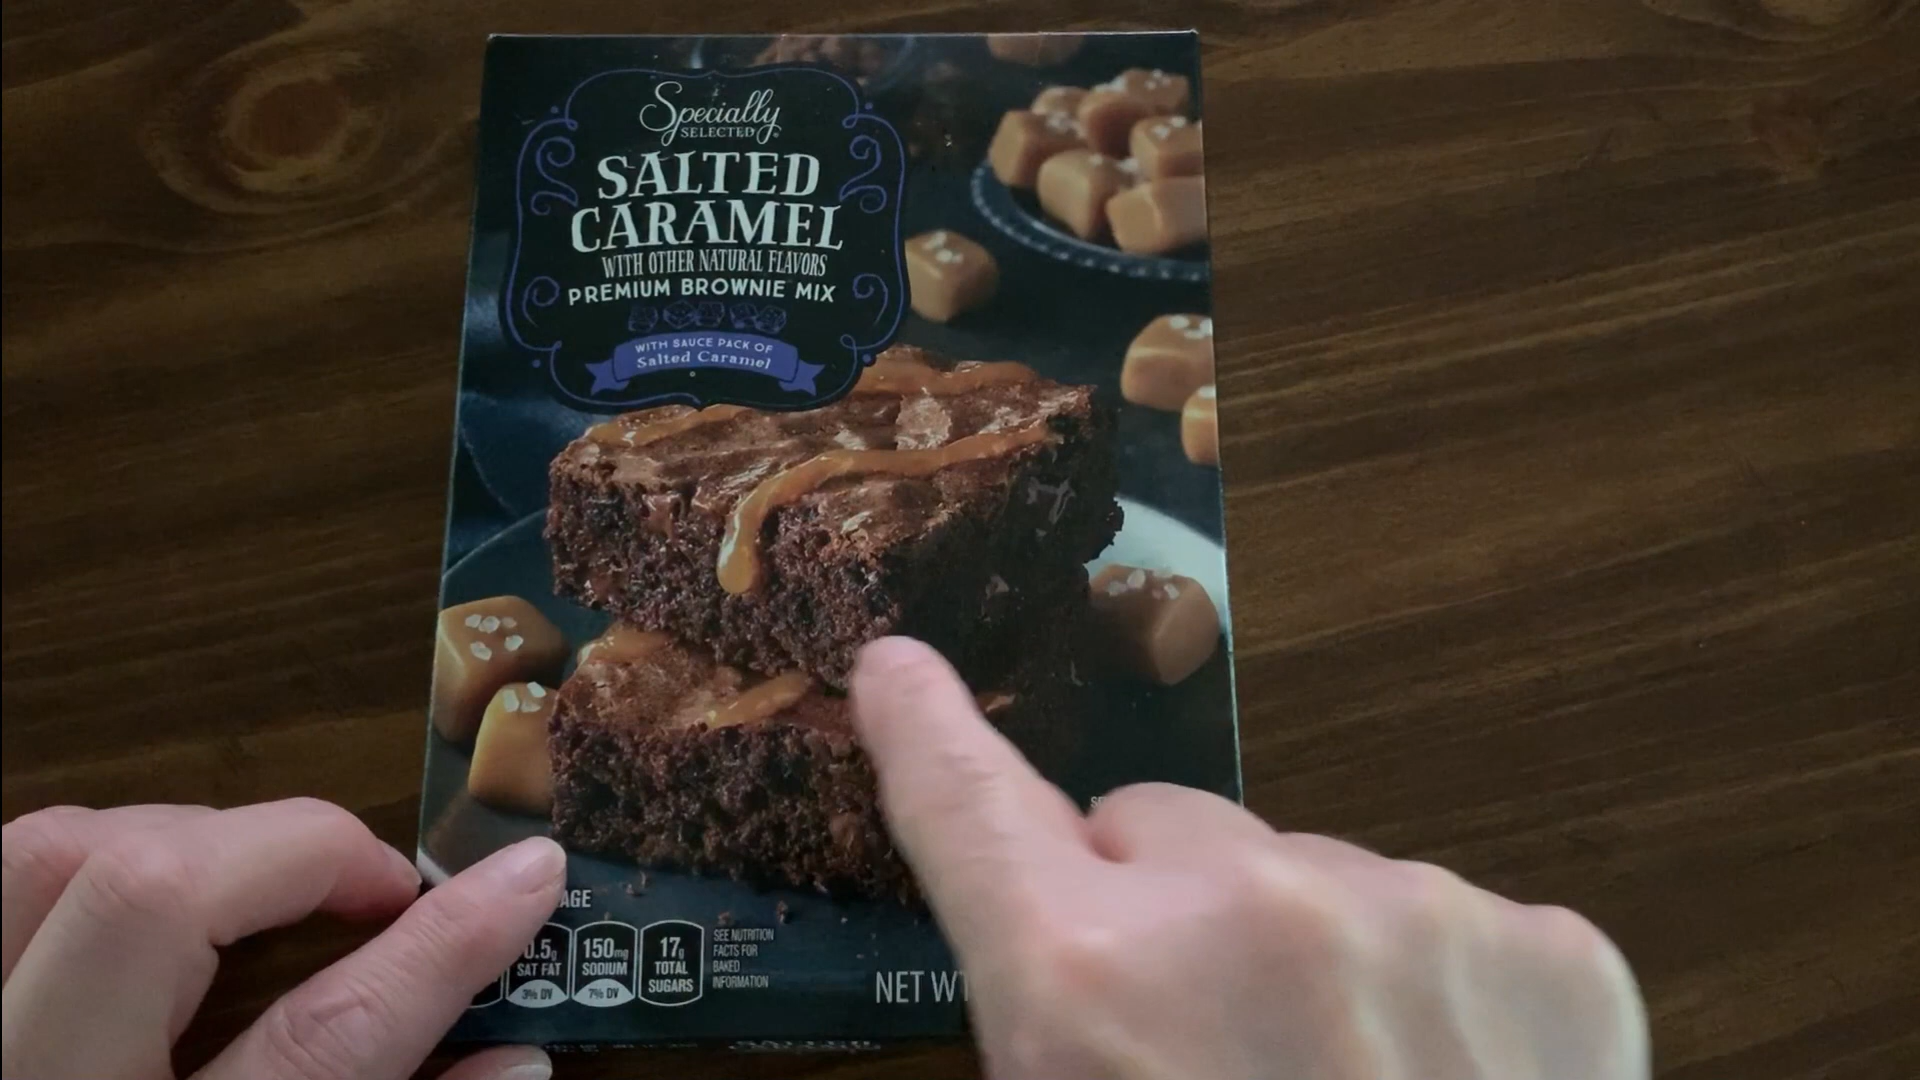 Specially
SELECTED
SALTED
CARAMEL
WITH OTHER NATURAL FLAVORS
PREMIUM BROWNIE MIX
WITH SAUCE PACK OF
Salted Caramel
AGE
0.5g
SAT FAT
3% DV
150mg
SODIUM
7% DV
17g
TOTAL
SUGARS
SEE NUTRITION
FACTS FOR
BAKED
INFORMATION
NET WT